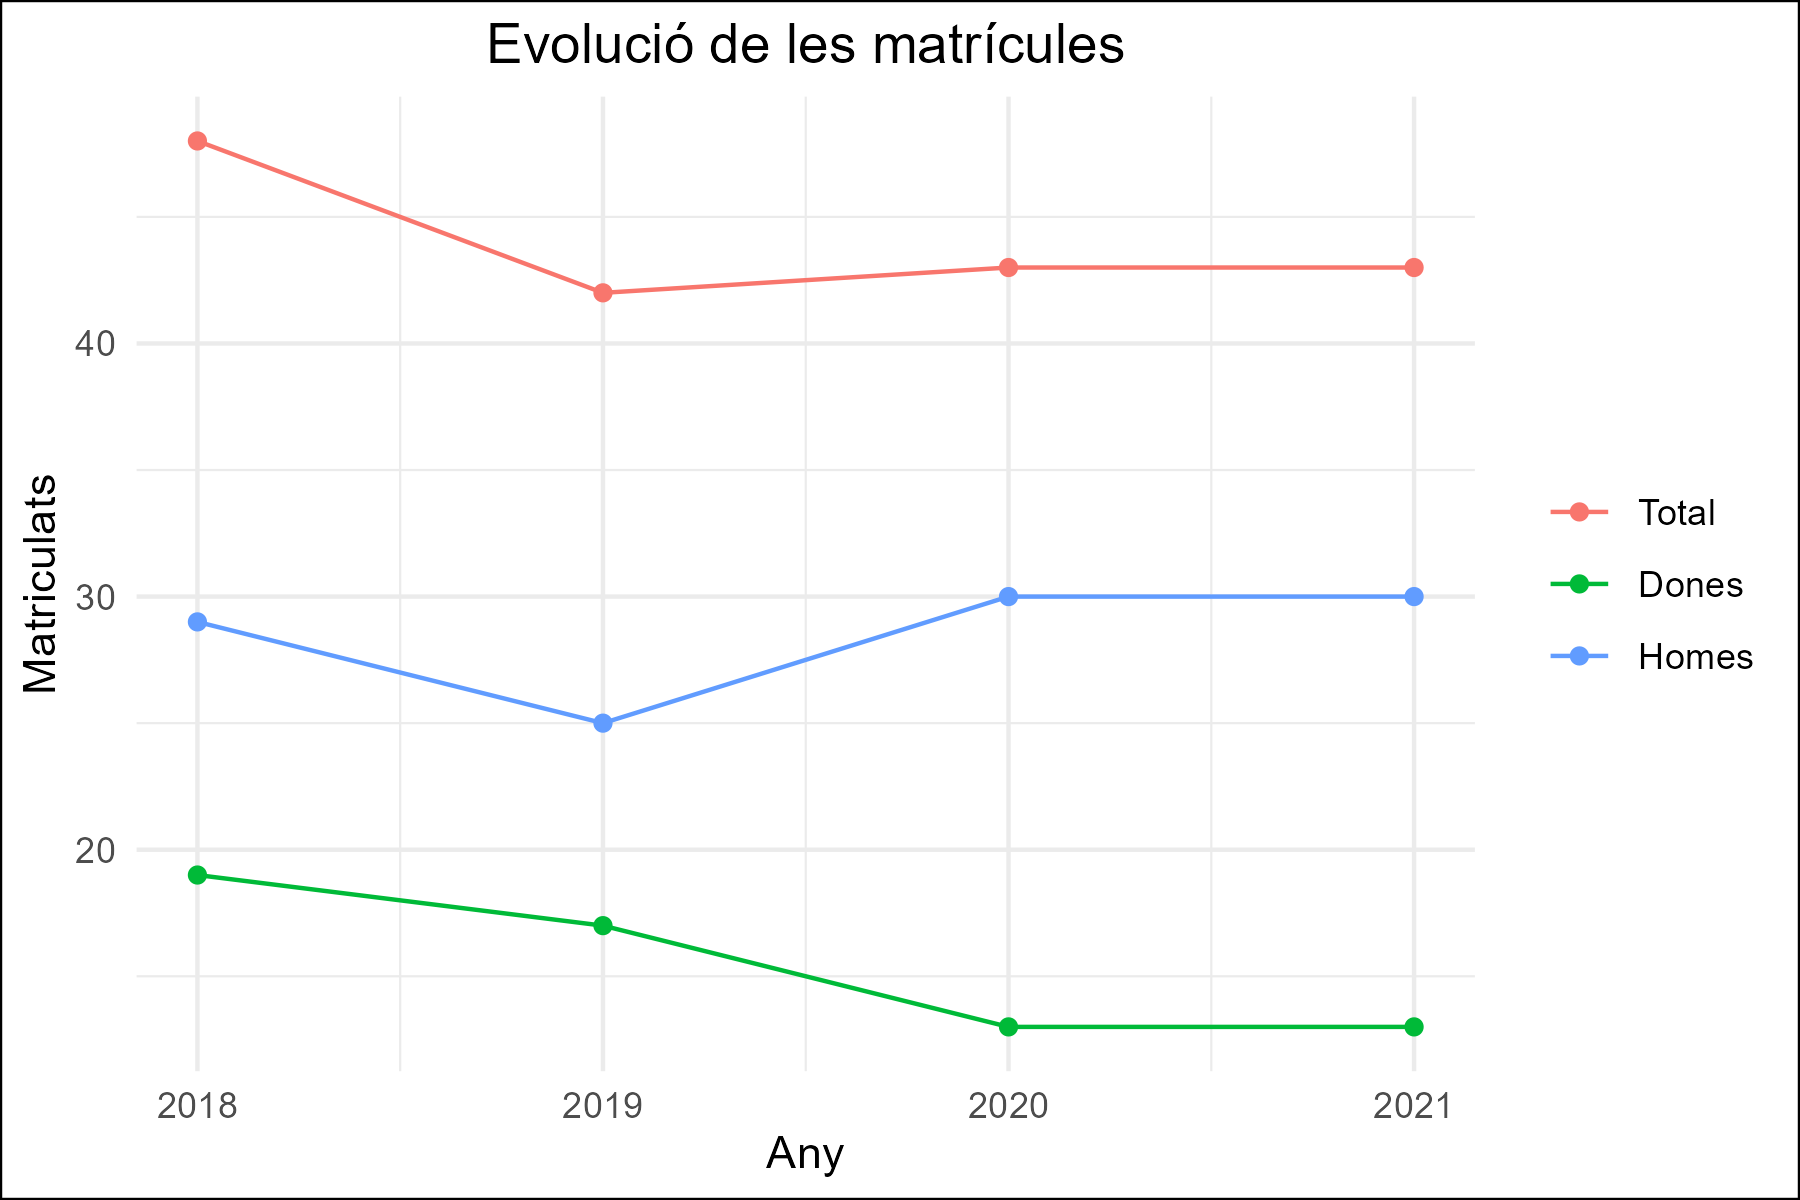 Evolució de les matrícules
Matriculats
40
30
20
2018
2019
2020
2021
Any
Total
Dones
Homes